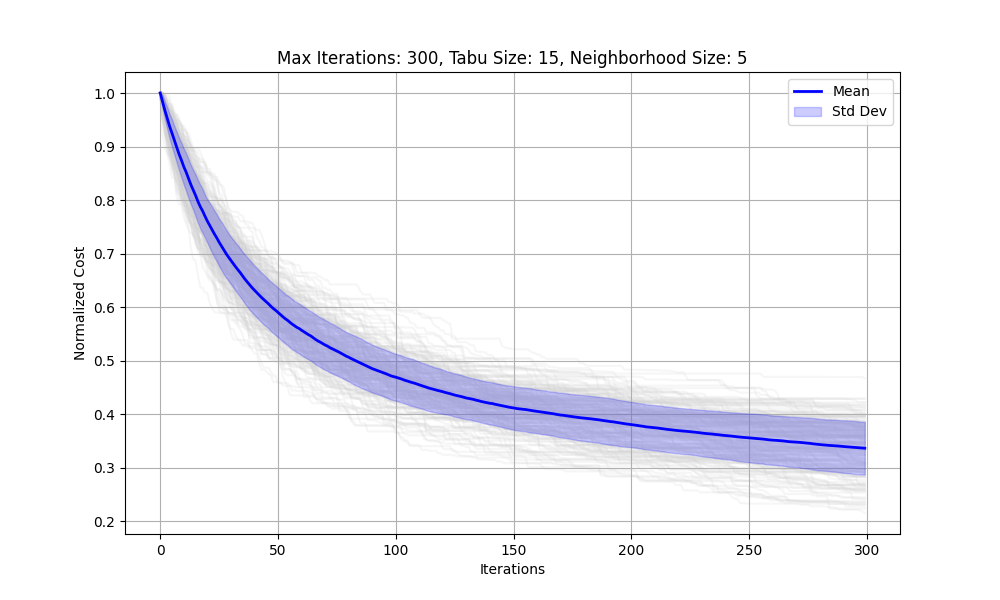 Max Iterations: 300, Tabu Size: 15, Neighborhood Size: 5
Mean
Std Dev
Normalized Cost
1.0
0.9
0.8
0.7
0.6
0.5
0.4
0.3
0.2
0 50 100 150 200 250 300
Iterations